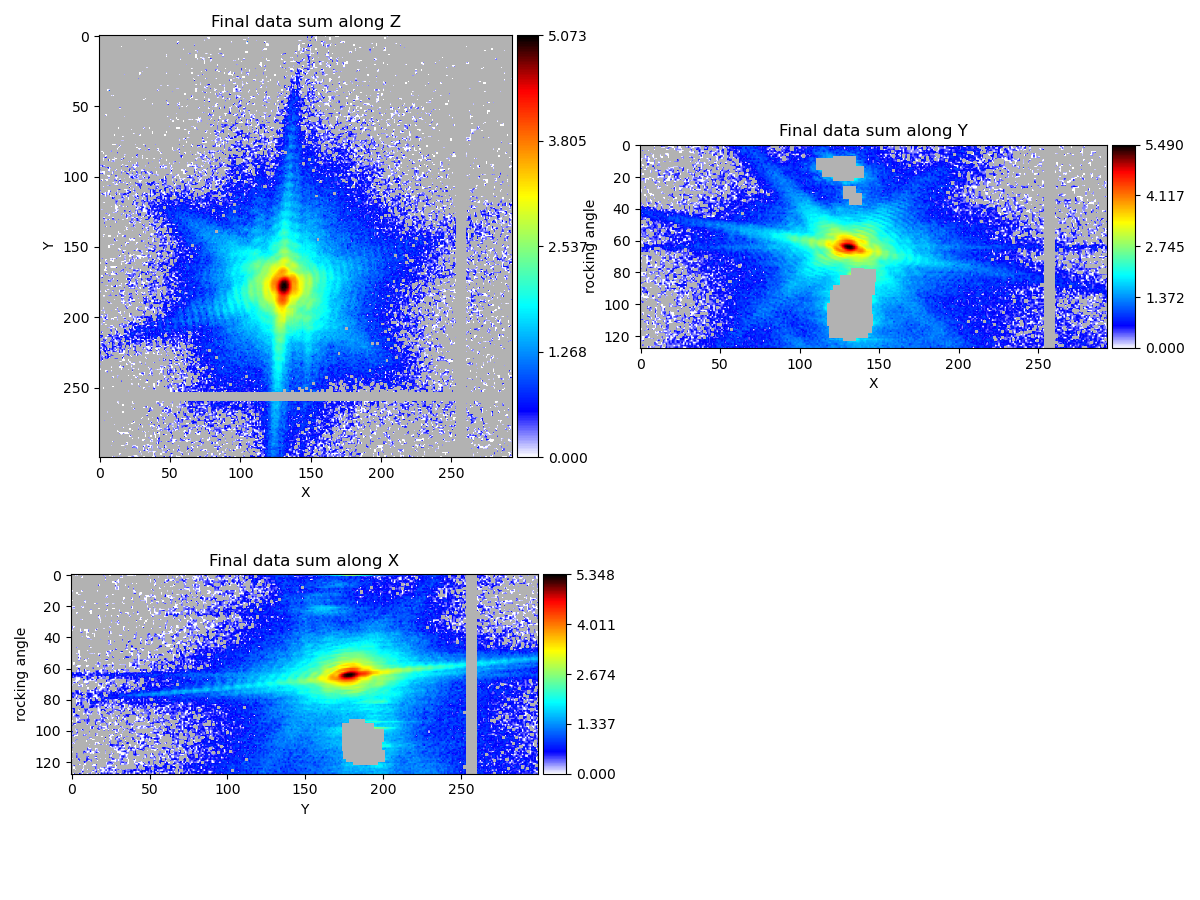 Final data sum along Z
0
50
100
150
200
250
Y
0 50 100 150 200 250
X
5.073
3.805
2.537
1.268
0.000
Final data sum along Y
0
20
40
60
80
100
120
rocking angle
0 50 100 150 200 250
X
5.490
4.117
2.745
1.372
0.000
Final data sum along X
0
20
40
60
80
100
120
rocking angle
0 50 100 150 200 250
Y
5.348
4.011
2.674
1.337
0.000